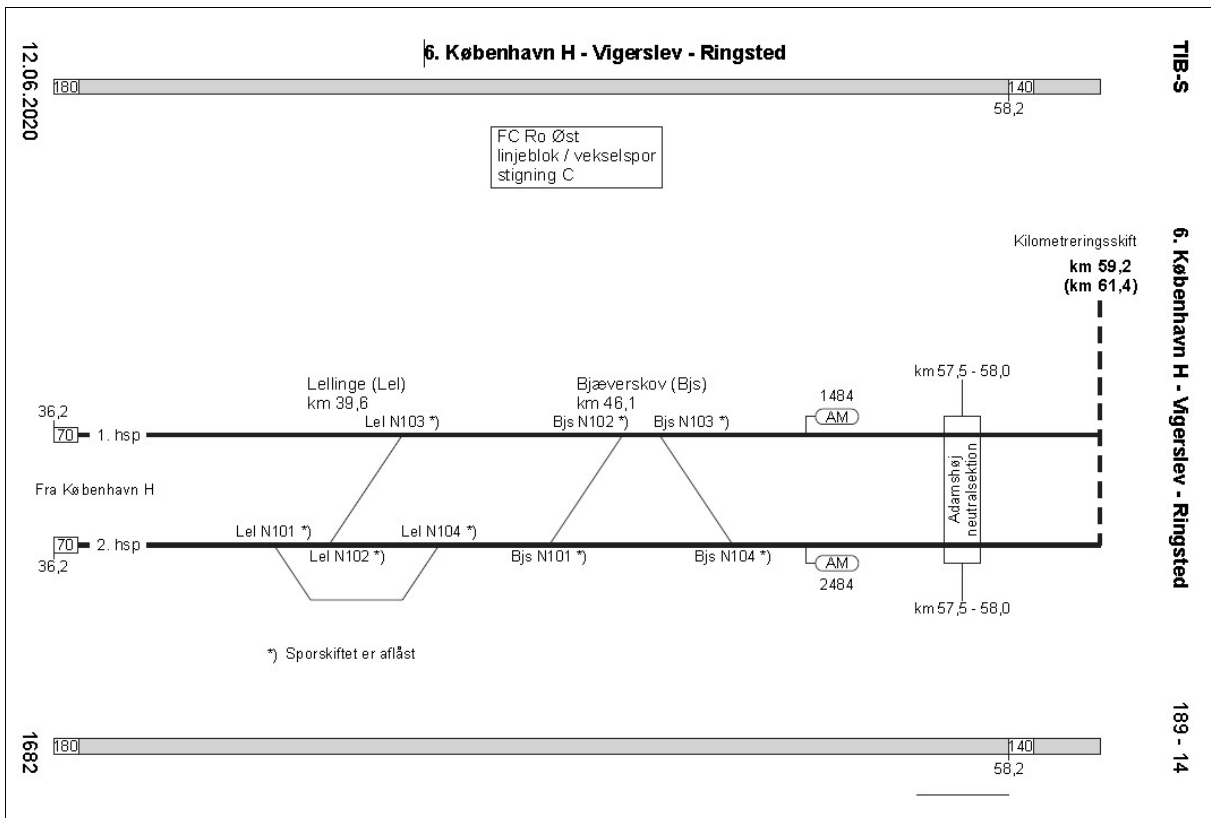 6. København H - Vigerslev - Ringsted
12.06.2020
TIB-S
180
140
58,2
FC Ro Øst
linjeblok / vekselspor
stigning C
Kilometreringsskift
km 59,2
(km 61,4)
6. København H - Vigerslev - Ringsted
km 57,5 - 58,0
Lellinge (Lel)
km 39,6
Bjæverskov (Bjs)
km 46,1
1484
AM
36,2
Lel N103 *)
Bjs N102 *)
Bjs N103 *)
70
1. hsp
Fra København H
Adamshøj
neutralsektion
Lel N101 *)
Lel N104 *)
70
2. hsp
36,2
Lel N102 *)
Bjs N101 *)
Bjs N104 *)
AM
2484
km 57,5 - 58,0
*) Sporskiftet er aflåst
189 - 14
1682
180
140
58,2